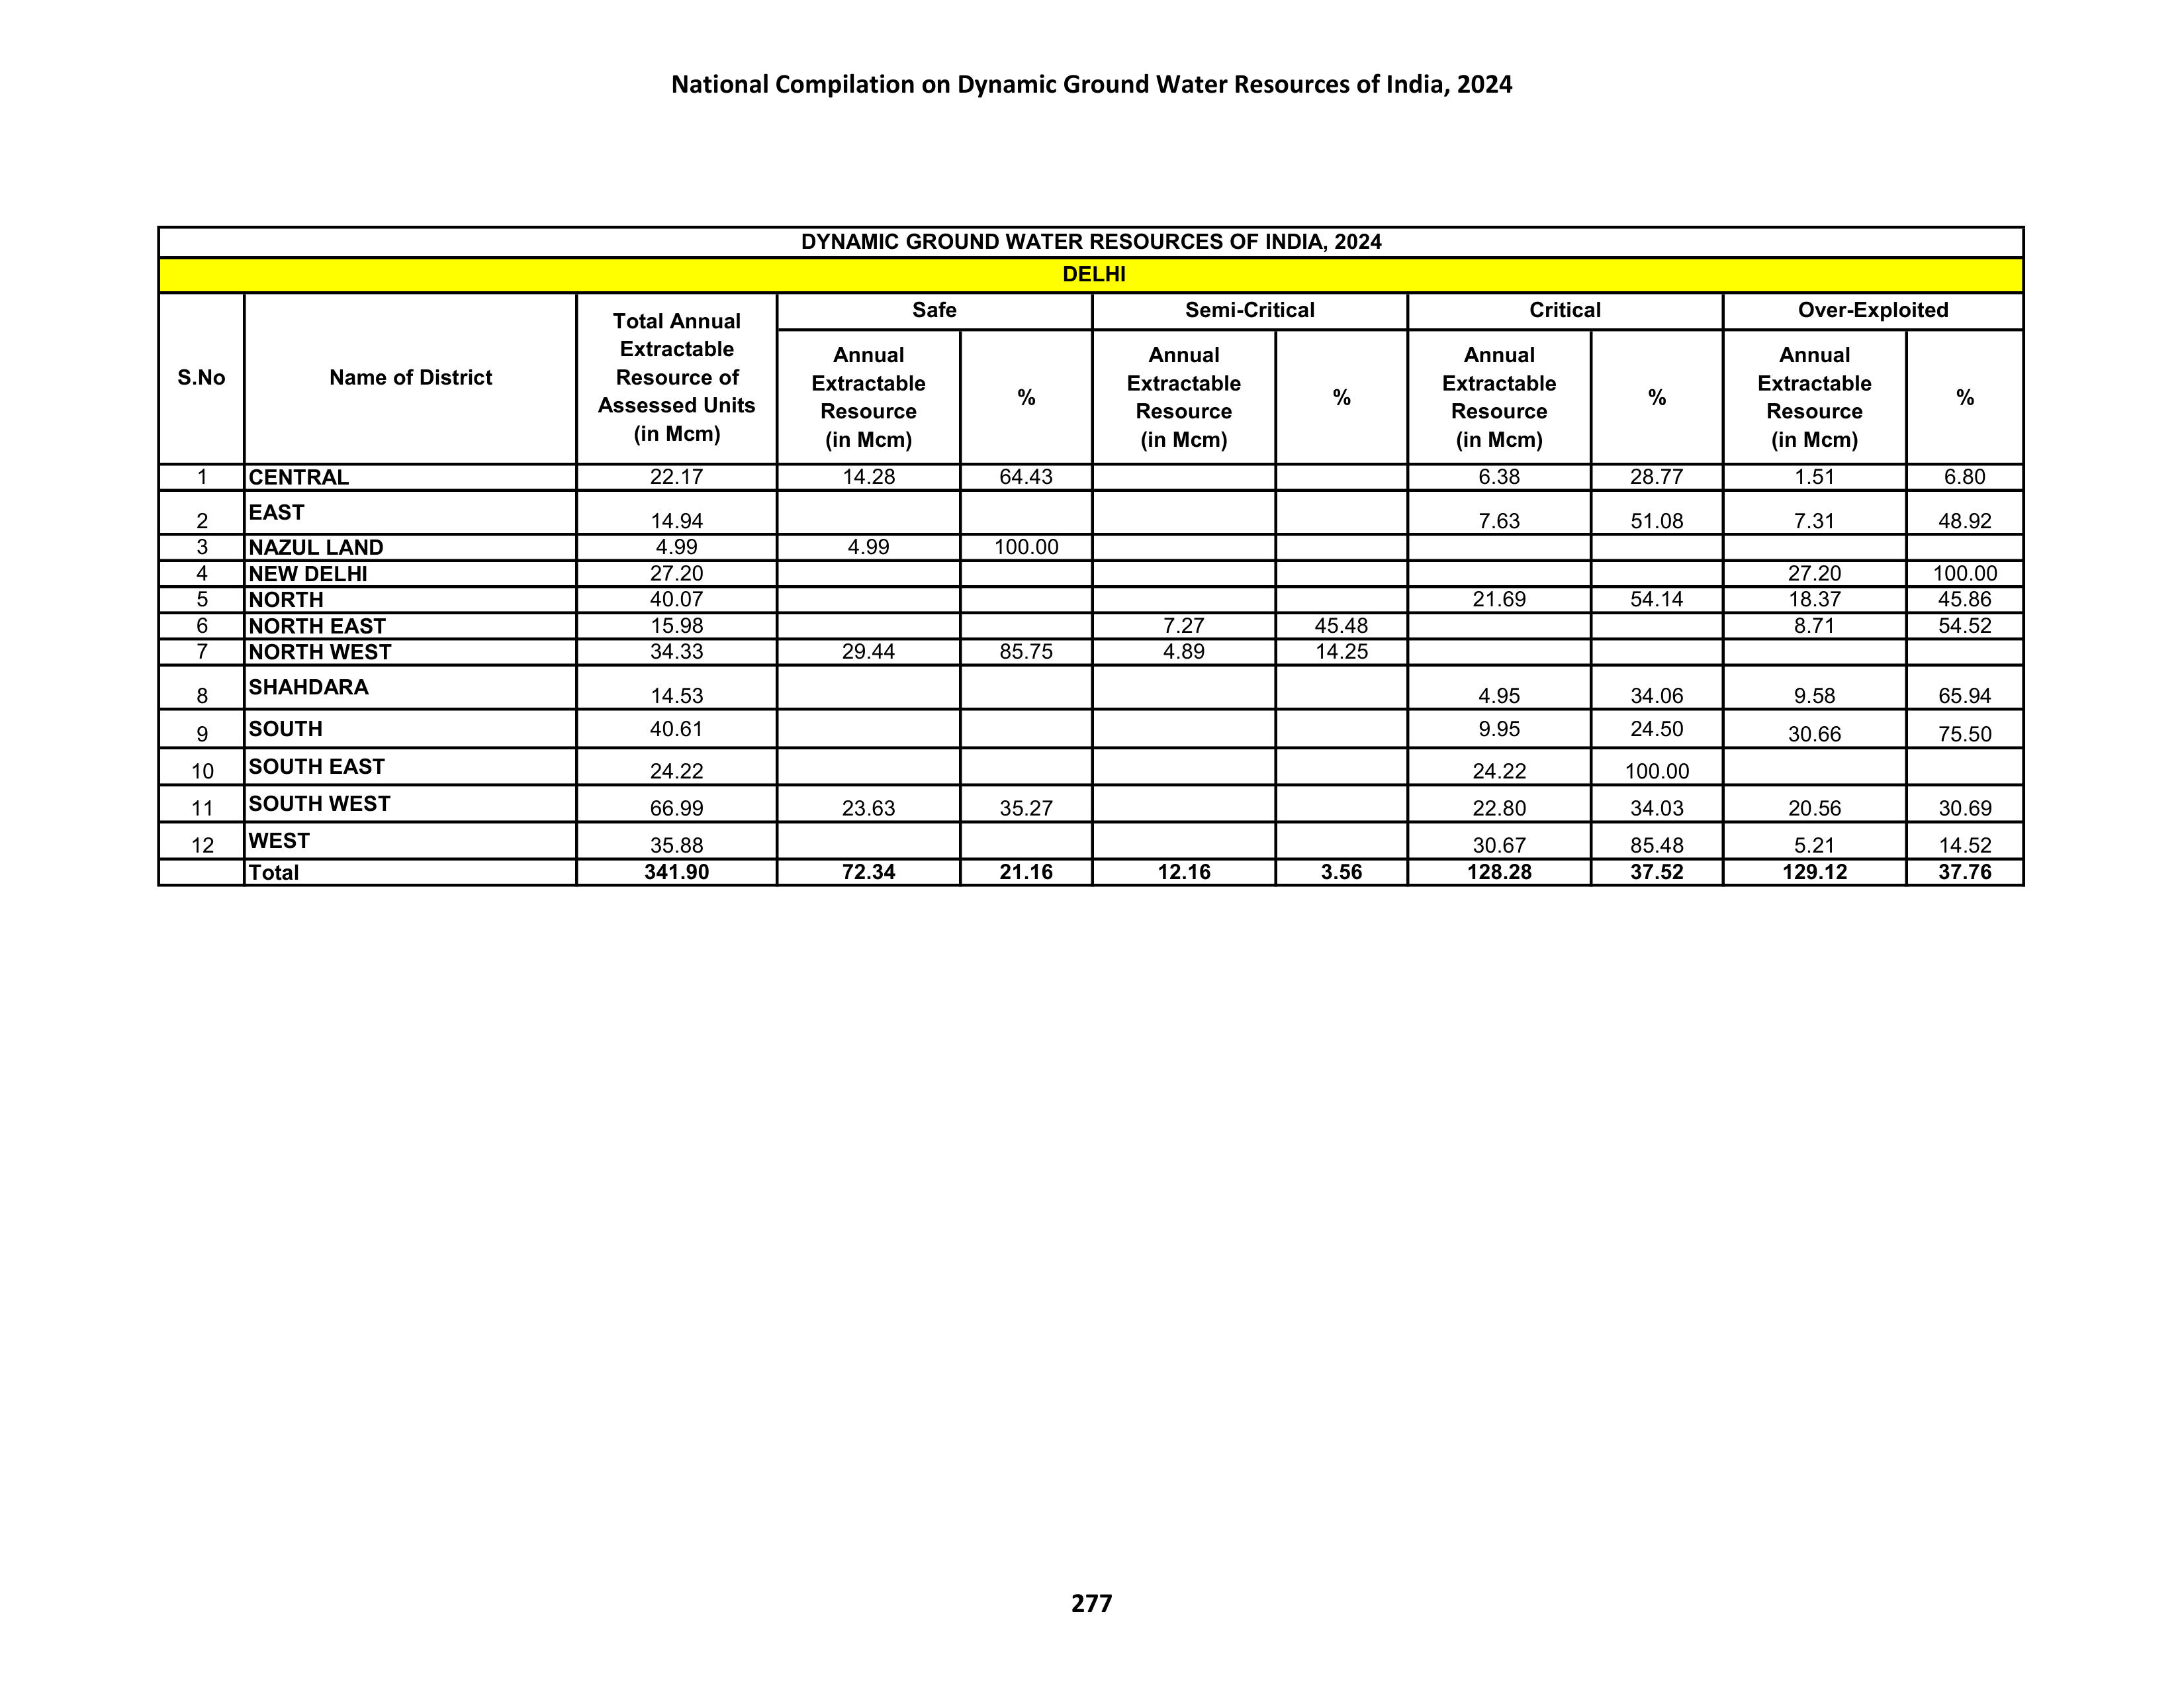 National Compilation on Dynamic Ground Water Resources of India, 2024
DYNAMIC GROUND WATER RESOURCES OF INDIA, 2024
DELHI
S.No Name of District Total Annual Extractable Resource of Assessed Units (in Mcm) Safe Semi-Critical Critical Over-Exploited
Annual Extractable Resource (in Mcm) % Annual Extractable Resource (in Mcm) % Annual Extractable Resource (in Mcm) % Annual Extractable Resource (in Mcm) %
1 CENTRAL 22.17 14.28 64.43 6.38 28.77 1.51 6.80
2 EAST 14.94 7.63 51.08 7.31 48.92
3 NAZUL LAND 4.99 4.99 100.00
4 NEW DELHI 27.20 27.20 100.00
5 NORTH 40.07 21.69 54.14 18.37 45.86
6 NORTH EAST 15.98 7.27 45.48 8.71 54.52
7 NORTH WEST 34.33 29.44 85.75 4.89 14.25
8 SHAHDARA 14.53 4.95 34.06 9.58 65.94
9 SOUTH 40.61 9.95 24.50 30.66 75.50
10 SOUTH EAST 24.22 24.22 100.00
11 SOUTH WEST 66.99 23.63 35.27 22.80 34.03 20.56 30.69
12 WEST 35.88 30.67 85.48 5.21 14.52
Total 341.90 72.34 21.16 12.16 3.56 128.28 37.52 129.12 37.76
277